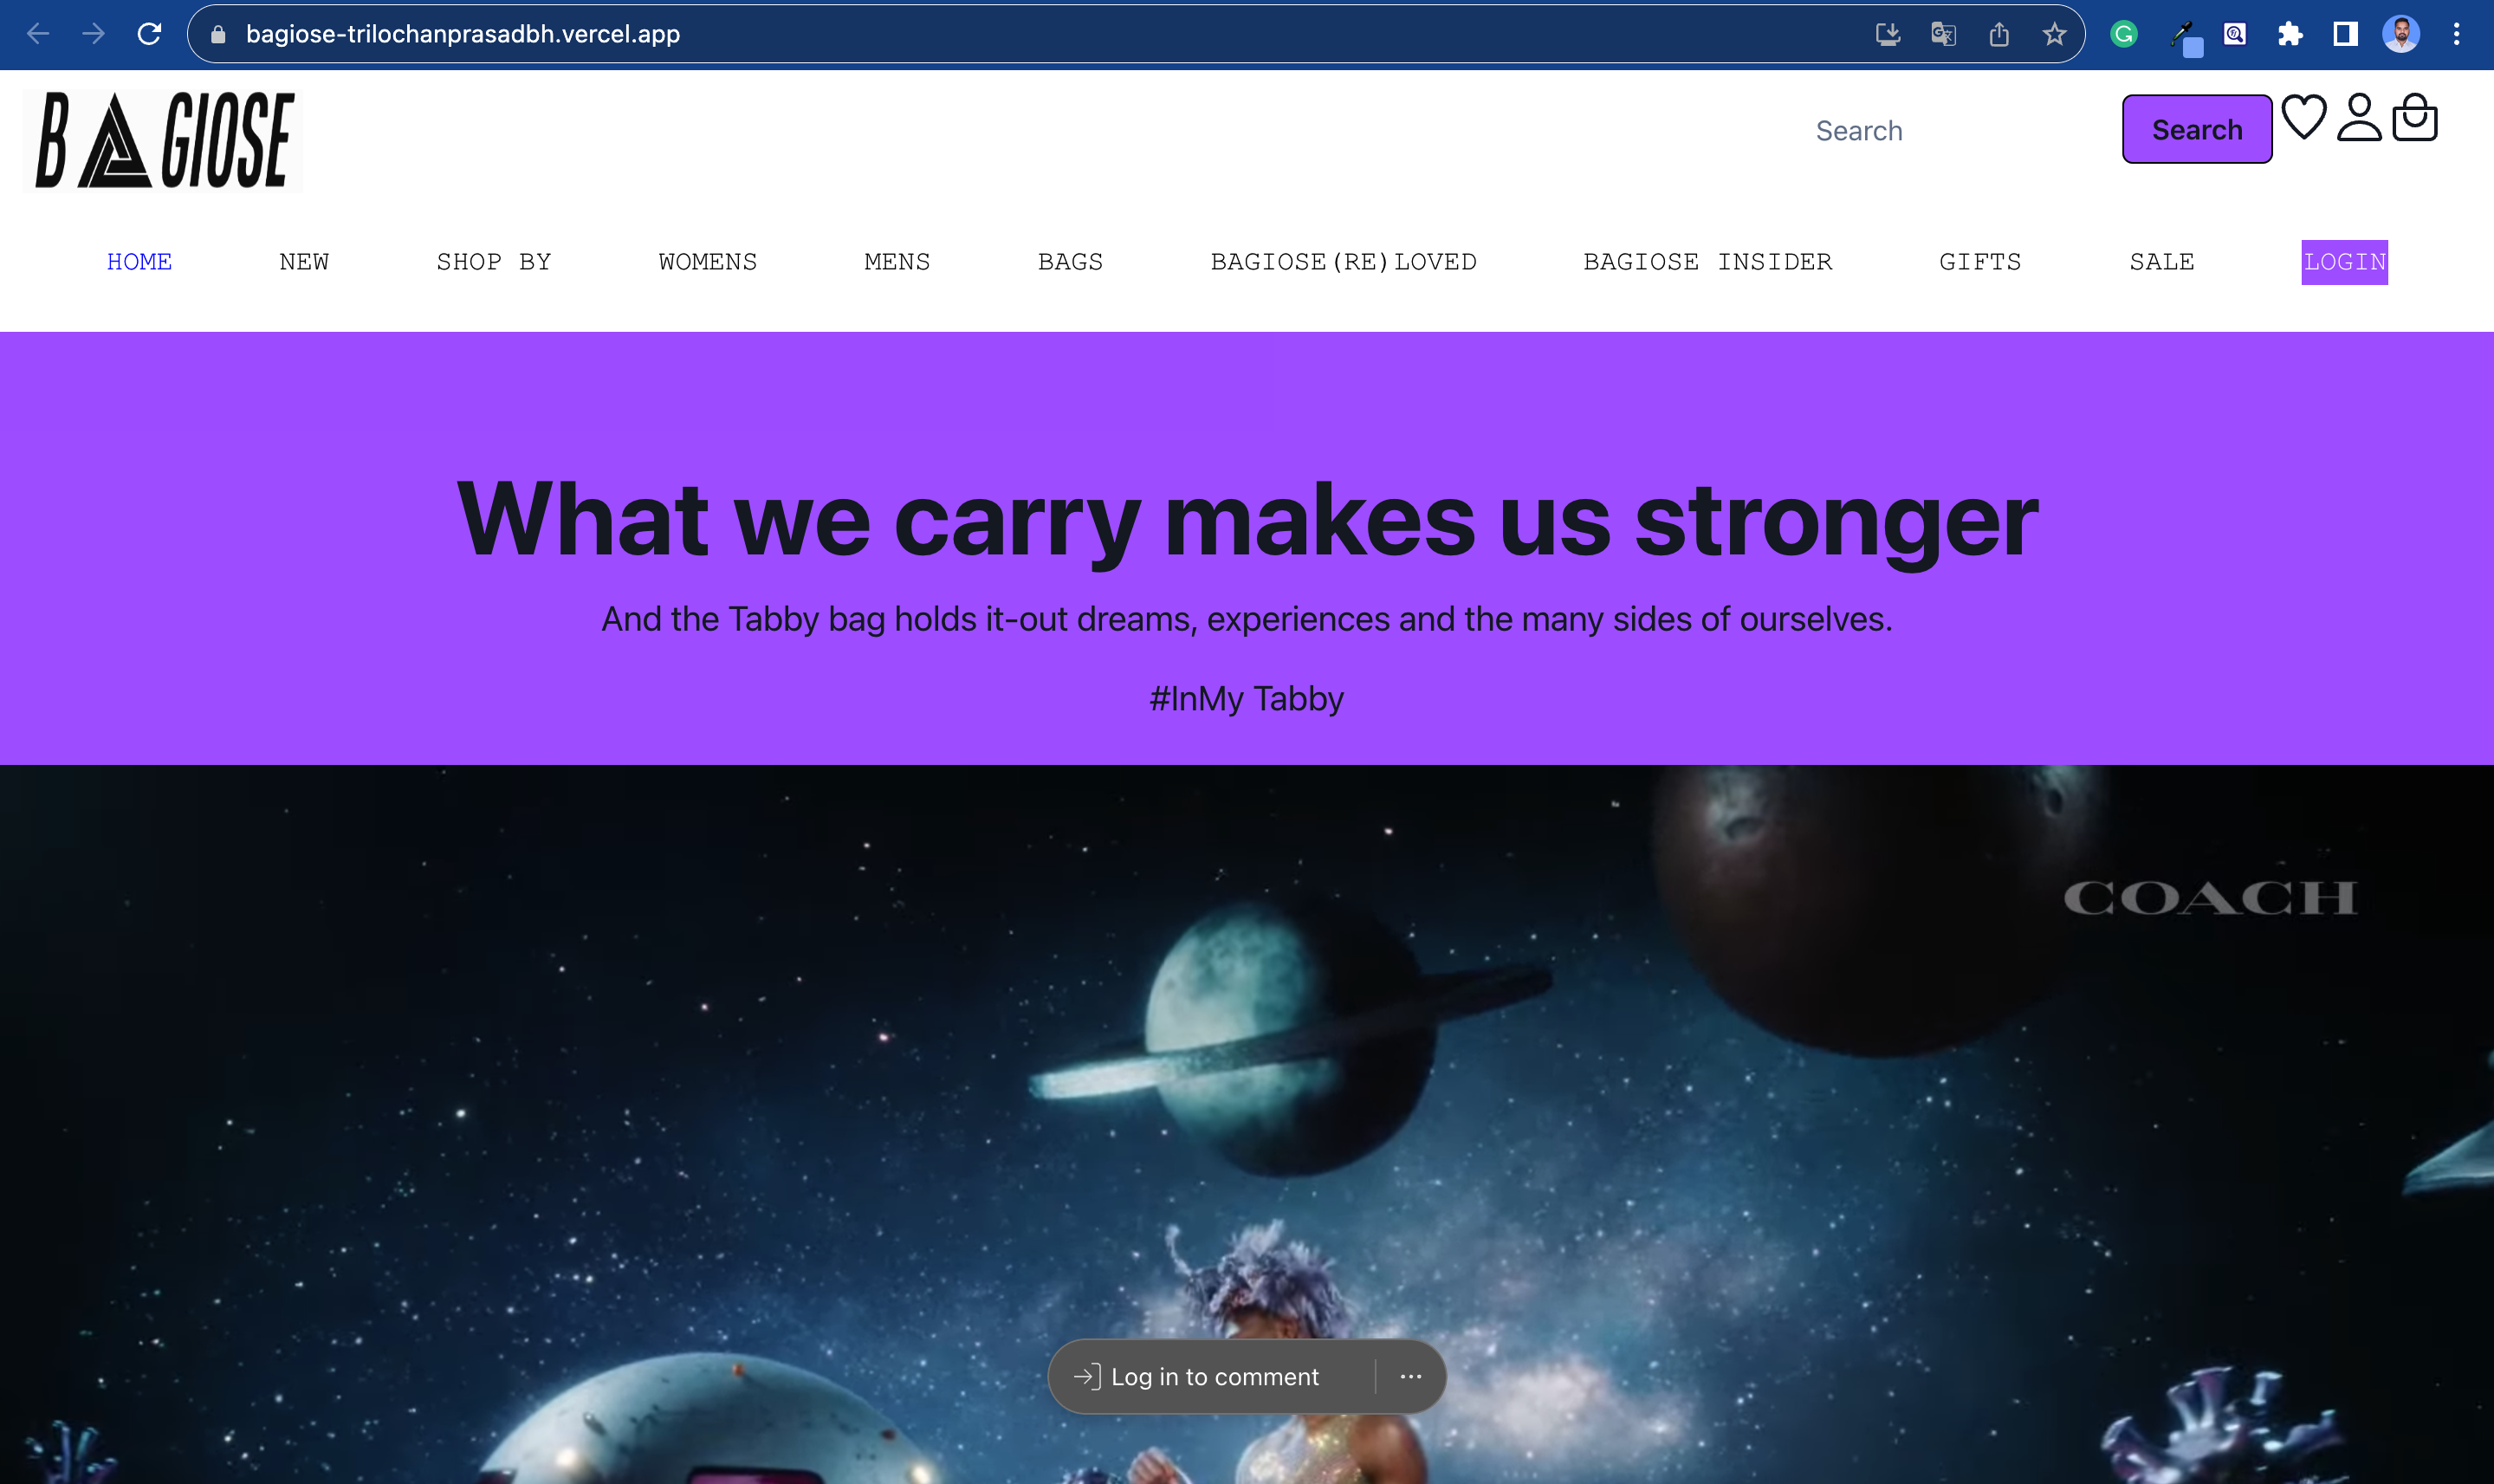 bagiose-trilochanprasadbh.vercel.app
BAGIOSE
Search
Search
HOME NEW SHOP BY WOMENS MENS BAGS BAGIOSE(RE)LOVED BAGIOSE INSIDER GIFTS SALE LOGIN
What we carry makes us stronger
And the Tabby bag holds it-out dreams, experiences and the many sides of ourselves.
#InMy Tabby
COACH
Log in to comment